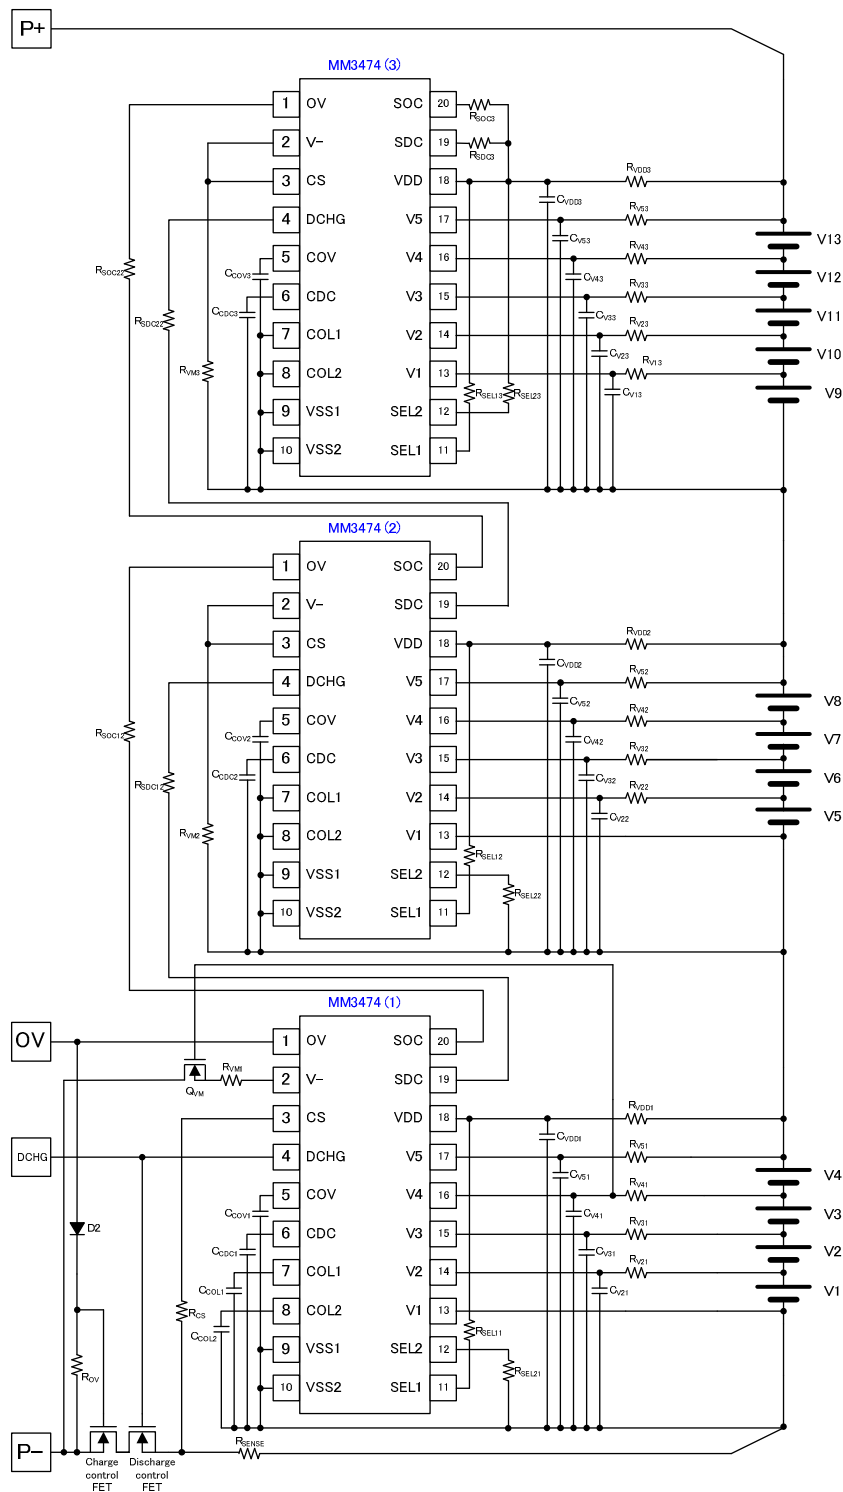 P+
MM3474(3)
1 OV SOC 20
RSOC3
2 V- SDC 19
RSDC3
3 CS VDD 18
RVDD3
CVDD3
4 DCHG V5 17
RV53
CV53
V13
5 COV V4 16
RV43
CCOV3
CV43
RSOC22
V12
6 CDC V3 15
RV33
CCDC3
CV33
RSDC22
V11
7 COL1 V2 14
RV23
CV23
V10
RVM3
8 COL2 V1 13
RV13
CV13
RSEL13
RSEL23
V9
9 VSS1 SEL2 12
10 VSS2 SEL1 11
MM3474(2)
1 OV SOC 20
2 V- SDC 19
3 CS VDD 18
RVDD2
CVDD2
4 DCHG V5 17
RV52
CV52
V8
5 COV V4 16
RV42
CCOV2
CV42
RSOC12
V7
6 CDC V3 15
RV32
CCDC2
CV32
RSDC12
V6
7 COL1 V2 14
RV22
CV22
V5
RVM2
8 COL2 V1 13
RSEL12
9 VSS1 SEL2 12
RSEL22
10 VSS2 SEL1 11
MM3474(1)
OV
1 OV SOC 20
RVM1
QVM
2 V- SDC 19
3 CS VDD 18
RVDD1
CVDD1
DCHG
4 DCHG V5 17
RV51
CV51
V4
5 COV V4 16
RV41
CCOV1
CV41
V3
D2
6 CDC V3 15
RV31
CCDC1
CV31
V2
7 COL1 V2 14
RV21
CCOL1
CV21
V1
8 COL2 V1 13
RCS
CCOL2
RSEL11
9 VSS1 SEL2 12
ROV
RSEL21
10 VSS2 SEL1 11
P-
RSENSE
Charge
control
FET
Discharge
control
FET